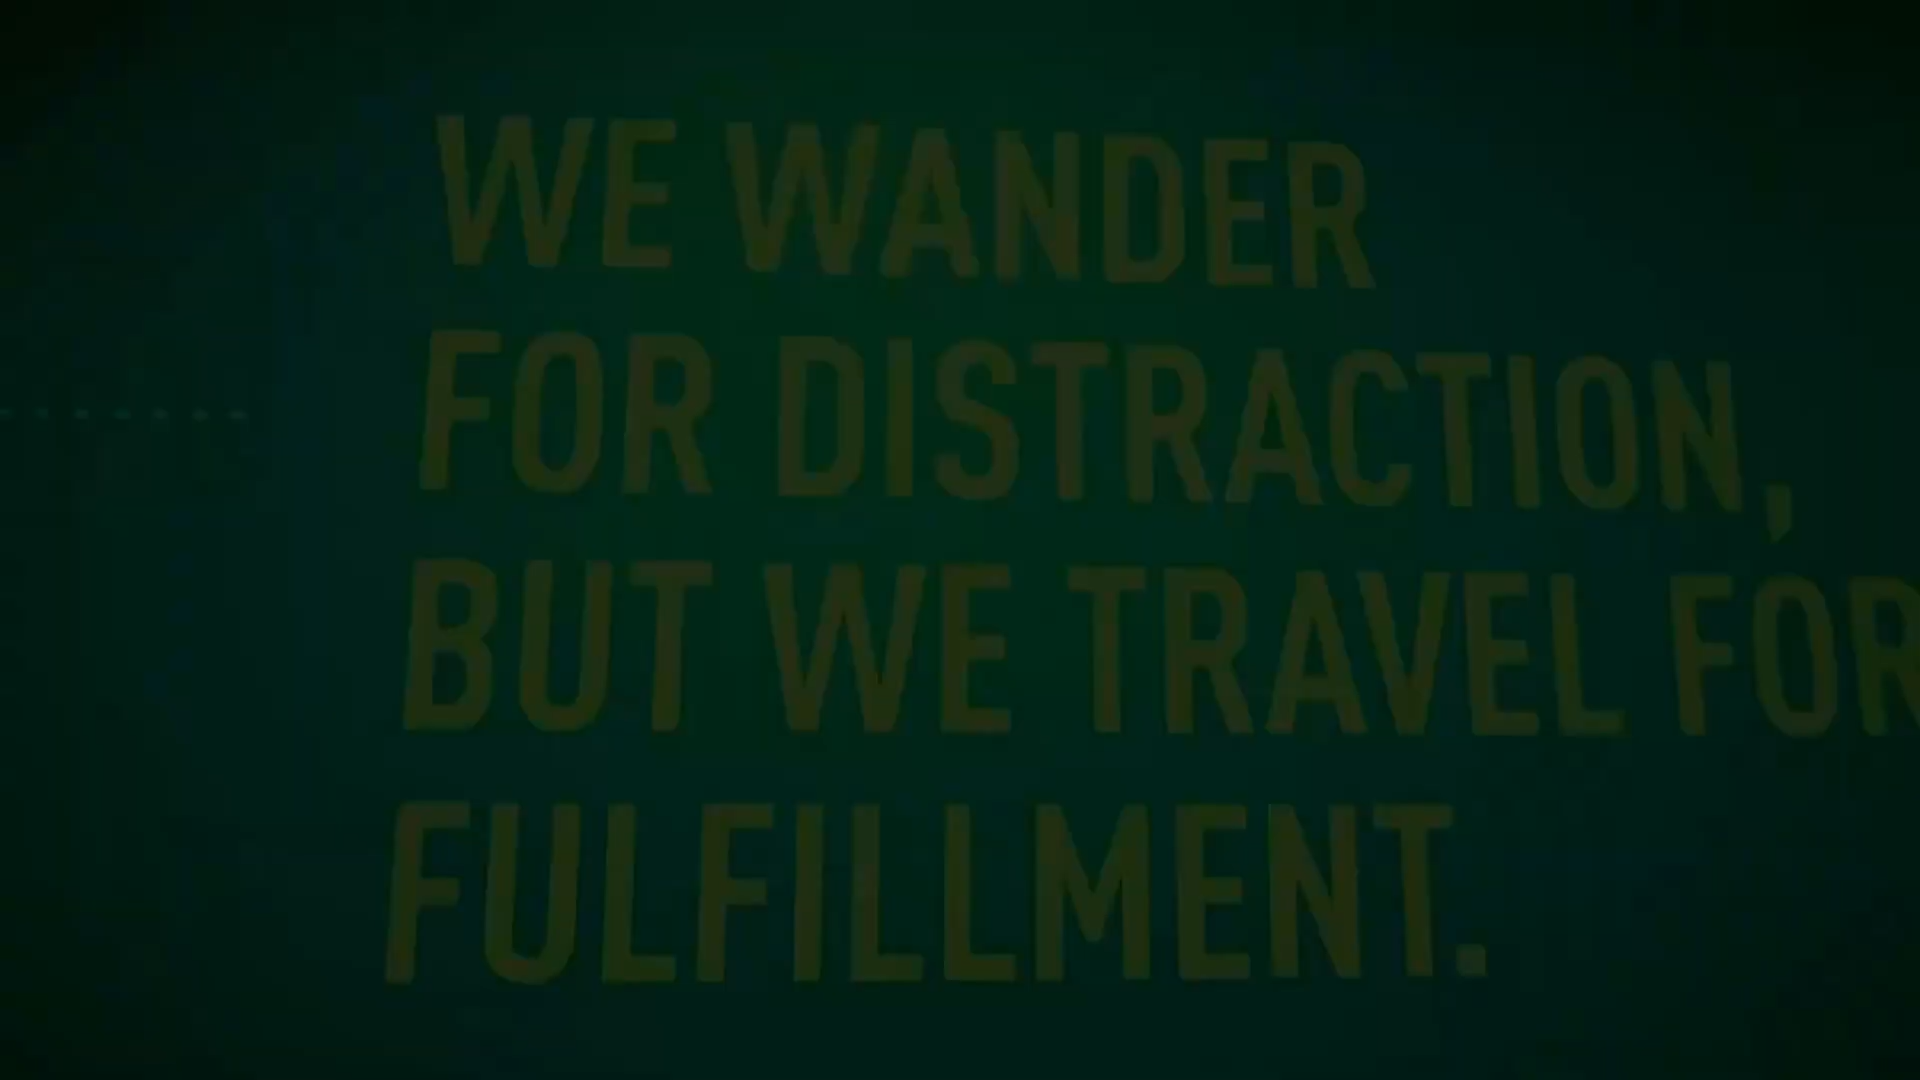 WE WANDER
FOR DISTRACTION,
BUT WE TRAVEL FOR
FULFILLMENT.